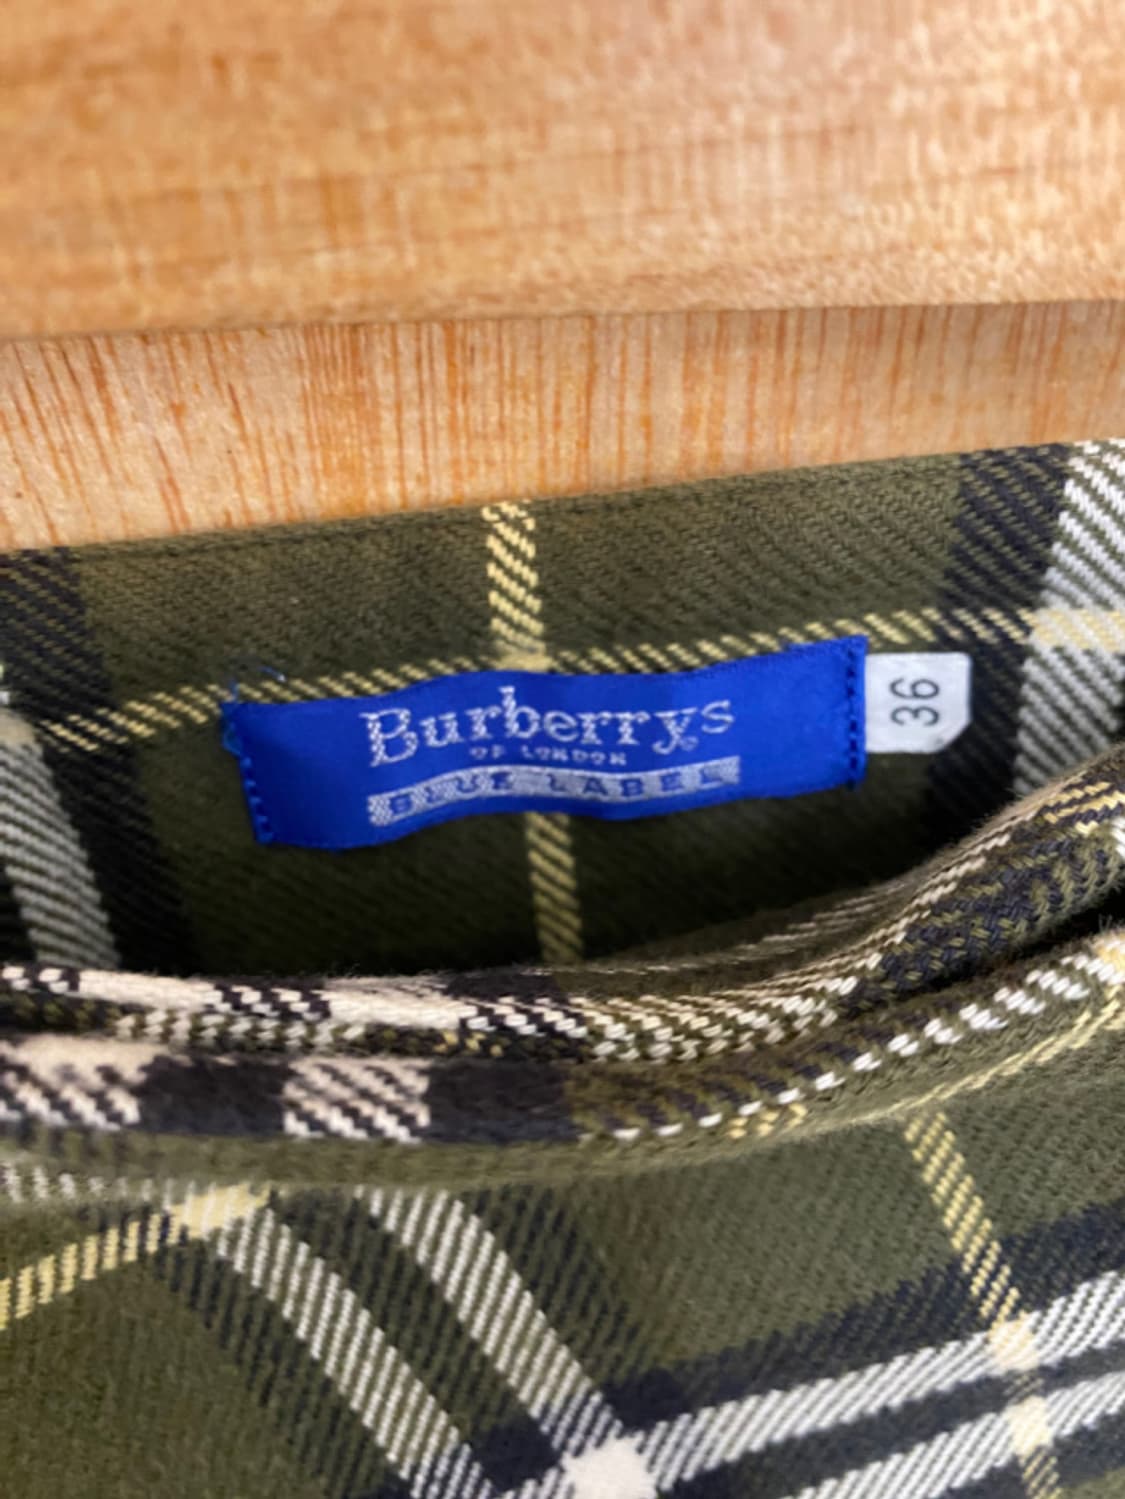 Burberrys
OF LONDON
BLUE LABEL
36